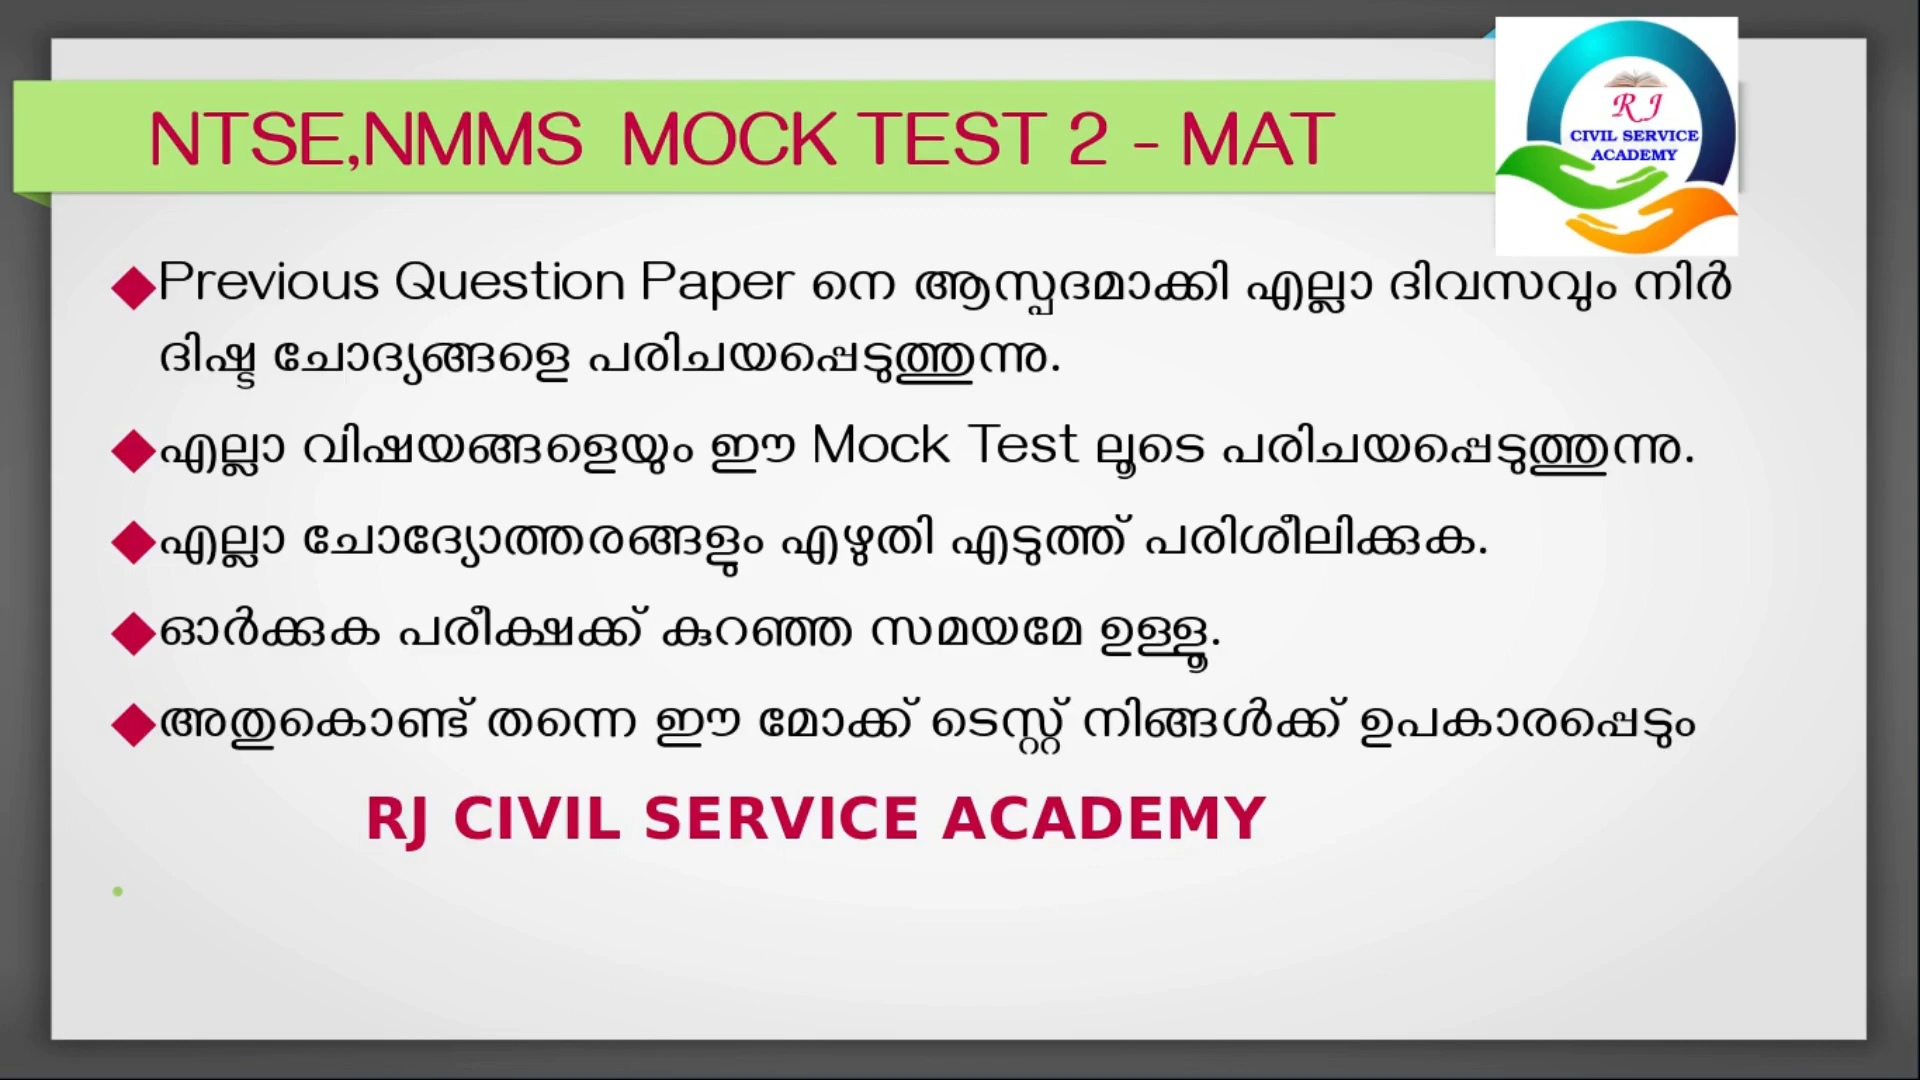 NTSE,NMMS MOCK TEST 2 - MAT
R J
CIVIL SERVICE
ACADEMY
Previous Question Paper നെ ആസ്പദമാക്കി എല്ലാ ദിവസവും നിർ
ദിഷ്ട ചോദ്യങ്ങളെ പരിചയപ്പെടുത്തുന്നു.
എല്ലാ വിഷയങ്ങളെയും ഈ Mock Test ലൂടെ പരിചയപ്പെടുത്തുന്നു.
എല്ലാ ചോദ്യോത്തരങ്ങളും എഴുതി എടുത്ത് പരിശീലിക്കുക.
ഓർക്കുക പരീക്ഷക്ക് കുറഞ്ഞ സമയമേ ഉള്ളൂ.
അതുകൊണ്ട് തന്നെ ഈ മോക്ക് ടെസ്റ്റ് നിങ്ങൾക്ക് ഉപകാരപ്പെടും
RJ CIVIL SERVICE ACADEMY